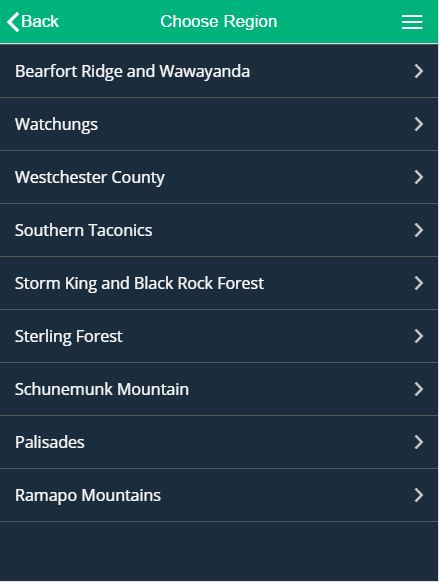 Back Choose Region
Bearfort Ridge and Wawayanda
Watchungs
Westchester County
Southern Taconics
Storm King and Black Rock Forest
Sterling Forest
Schunemunk Mountain
Palisades
Ramapo Mountains